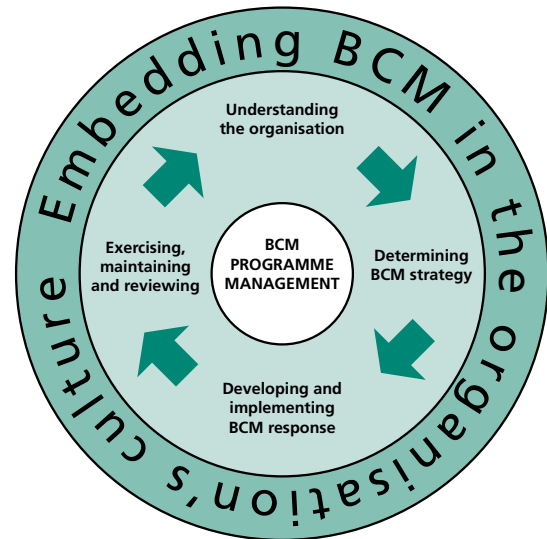 Embedding BCM in the organisation's culture
Understanding
the organisation
Determining
BCM strategy
Developing and
implementing
BCM response
Exercising,
maintaining
and reviewing
BCM
PROGRAMME
MANAGEMENT